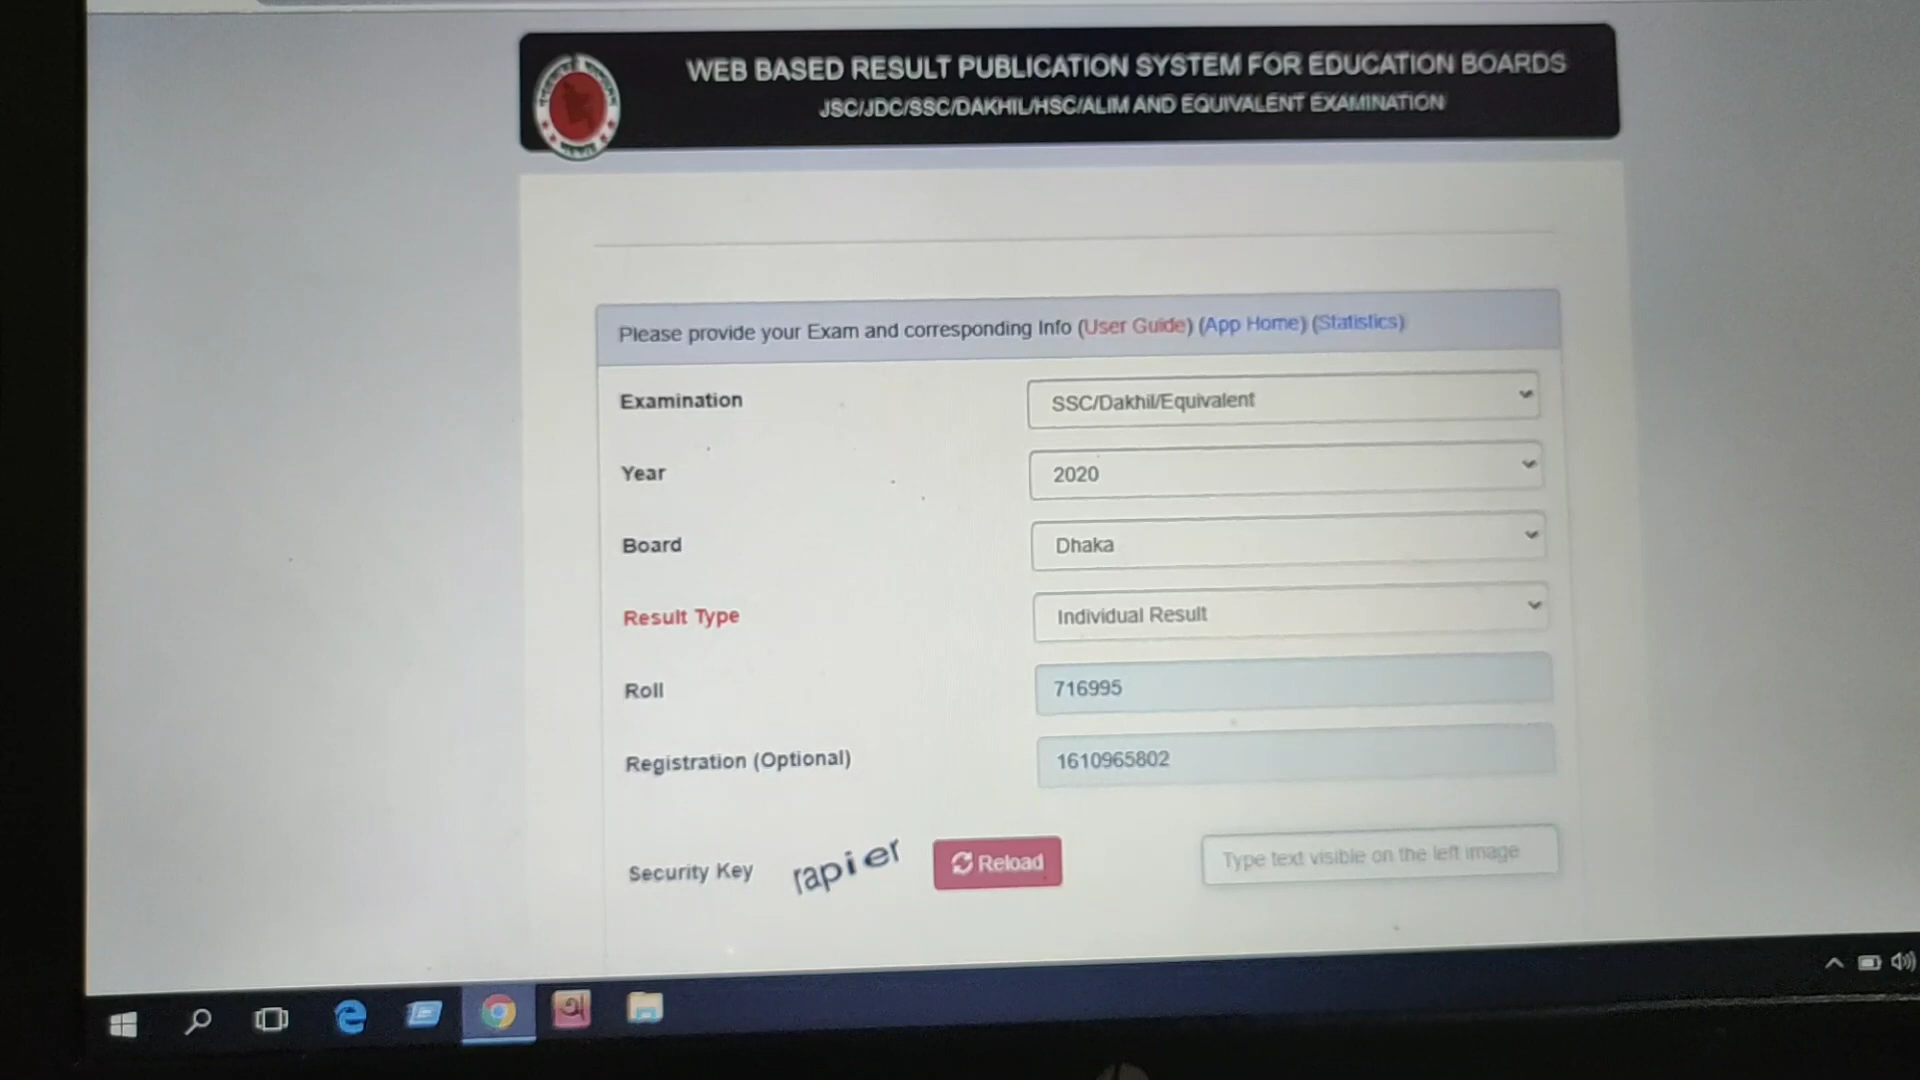 WEB BASED RESULT PUBLICATION SYSTEM FOR EDUCATION BOARDS
JSC/JDC/SSC/DAKHIL/HSC/ALIM AND EQUIVALENT EXAMINATION
Please provide your Exam and corresponding Info (User Guide) (App Home) (Statistics)
Examination SSC/Dakhil/Equivalent
Year 2020
Board Dhaka
Result Type Individual Result
Roll 716995
Registration (Optional) 1610965802
Security Key rapier Reload Type text visible on the left image